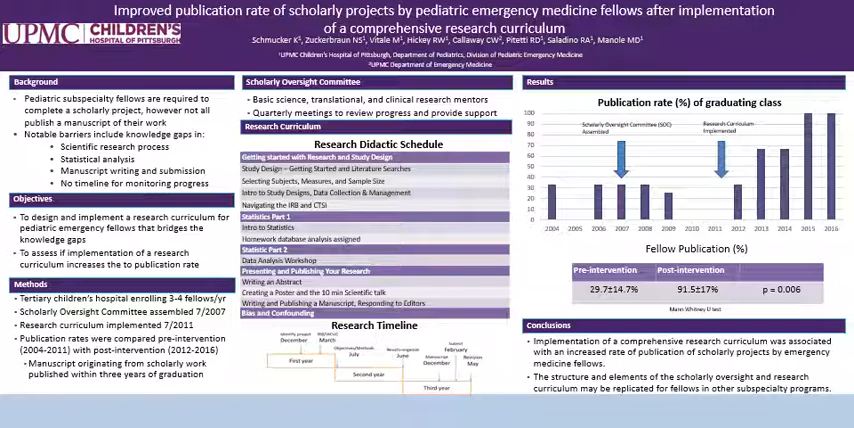 Improved publication rate of scholarly projects by pediatric emergency medicine fellows after implementation
of a comprehensive research curriculum
UPMC CHILDREN'S
HOSPITAL OF PITTSBURGH
Schmucker K¹, Zuckerbraun NS¹, Vitale M¹, Hickey RW¹, Callaway CW², Pitetti RD¹, Saladino RA¹, Manole MD¹
¹UPMC Children's Hospital of Pittsburgh, Department of Pediatrics, Division of Pediatric Emergency Medicine
²UPMC Department of Emergency Medicine
Background
• Pediatric subspecialty fellows are required to
complete a scholarly project, however not all
publish a manuscript of their work
• Notable barriers include knowledge gaps in:
• Scientific research process
• Statistical analysis
• Manuscript writing and submission
• No timeline for monitoring progress
Objectives
• To design and implement a research curriculum for
pediatric emergency fellows that bridges the
knowledge gaps
• To assess if implementation of a research
curriculum increases the to publication rate
Methods
• Tertiary children's hospital enrolling 3-4 fellows/yr
• Scholarly Oversight Committee assembled 7/2007
• Research curriculum implemented 7/2011
• Publication rates were compared pre-intervention
(2004-2011) with post-intervention (2012-2016)
- Manuscript originating from scholarly work
published within three years of graduation
Scholarly Oversight Committee
• Basic science, translational, and clinical research mentors
• Quarterly meetings to review progress and provide support
Research Curriculum
Research Didactic Schedule
Getting started with Research and Study Design
Study Design – Getting Started and Literature Searches
Selecting Subjects, Measures, and Sample Size
Intro to Study Designs, Data Collection & Management
Navigating the IRB and CTSI
Statistics Part 1
Intro to Statistics
Homework database analysis assigned
Statistic Part 2
Data Analysis Workshop
Presenting and Publishing Your Research
Writing an Abstract
Creating a Poster and the 10 min Scientific talk
Writing and Publishing a Manuscript, Responding to Editors
Bias and Confounding
Research Timeline
Identify project
December
March
Objectives/Methods
July
June
Submit
February
Manuscript
December
Revision
May
First year
Second year
Third year
Results
Publication rate (%) of graduating class
Scholarly Oversight Committee (SOC)
Assembled
Research Curriculum
Implemented
100
90
80
70
60
50
40
30
20
10
0
2004 2005 2006 2007 2008 2009 2010 2011 2012 2013 2014 2015 2016
Fellow Publication (%)
Pre-intervention Post-intervention
29.7±14.7% 91.5±17% p = 0.006
Mann Whitney U test
Conclusions
• Implementation of a comprehensive research curriculum was associated
with an increased rate of publication of scholarly projects by emergency
medicine fellows.
• The structure and elements of the scholarly oversight and research
curriculum may be replicated for fellows in other subspecialty programs.